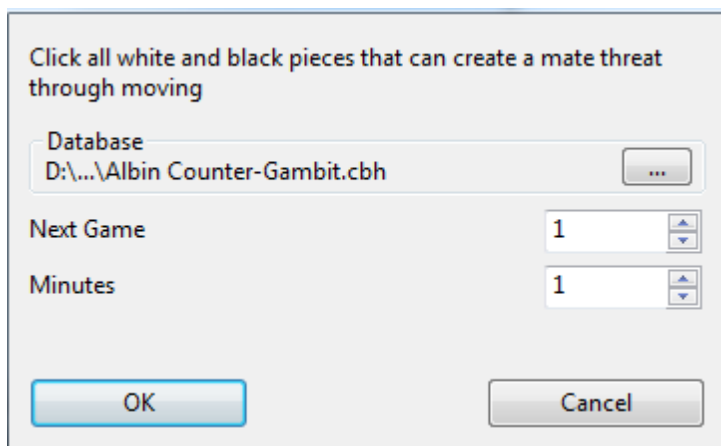 Click all white and black pieces that can create a mate threat
through moving
Database
D:\...\Albin Counter-Gambit.cbh
...
Next Game
1
Minutes
1
OK
Cancel